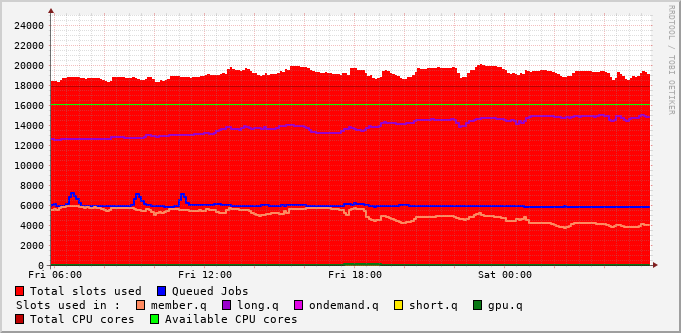 24000
22000
20000
18000
16000
14000
12000
10000
8000
6000
4000
2000
0
Fri 06:00 Fri 12:00 Fri 18:00 Sat 00:00
Total slots used Queued Jobs
Slots used in : member.q long.q ondemand.q short.q gpu.q
Total CPU cores Available CPU cores
RRDTOOL / TOBI OETIKER